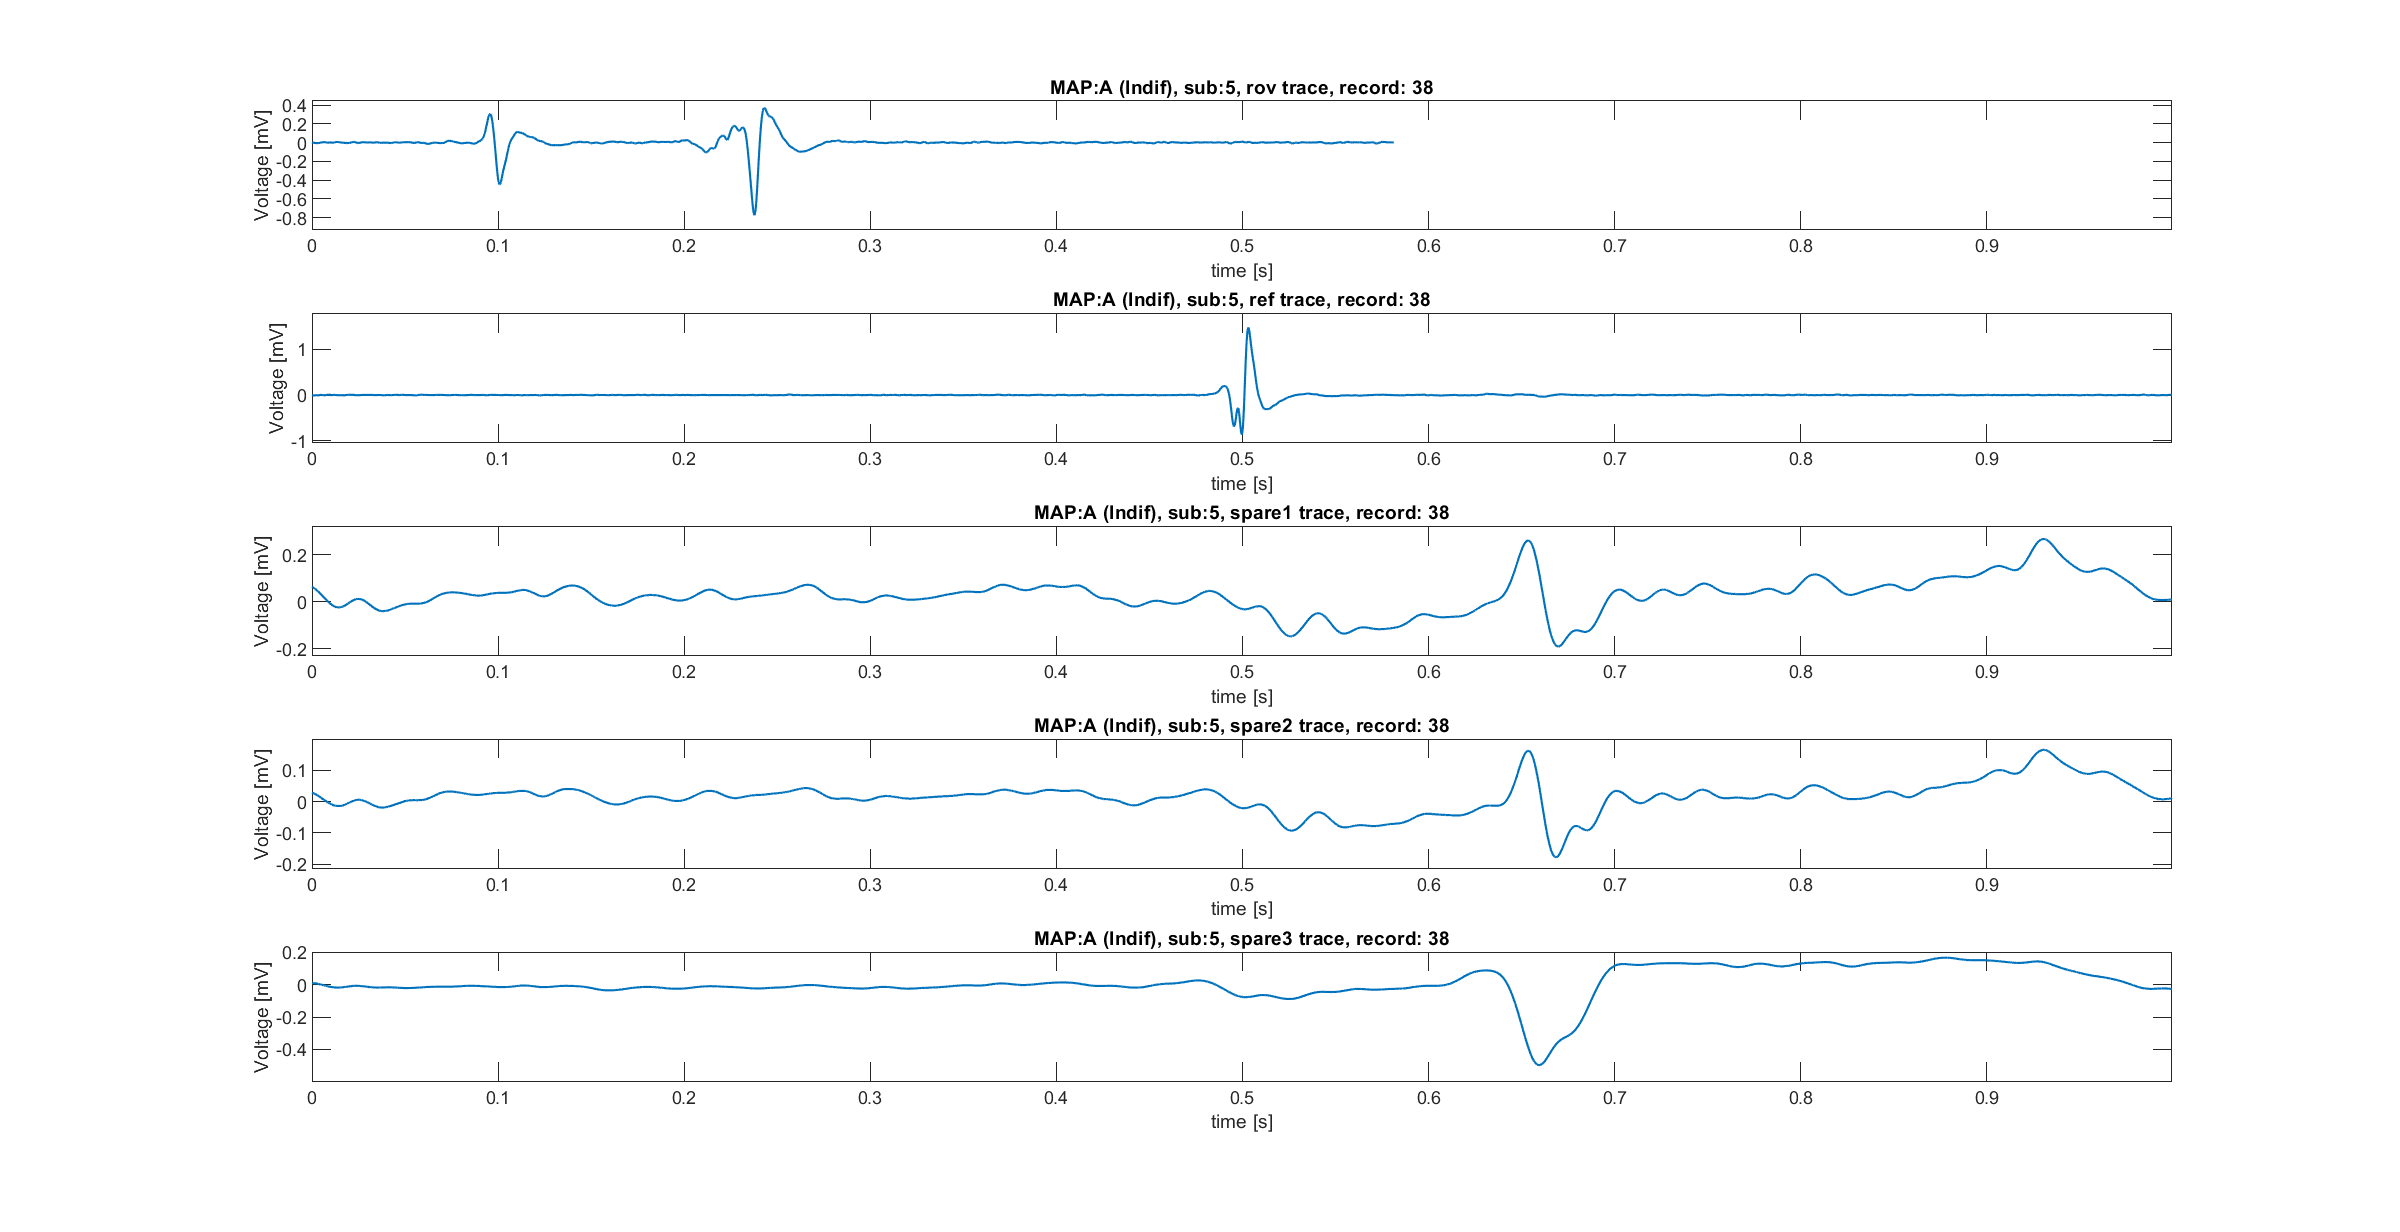 MAP:A (Indif), sub:5, rov trace, record: 38
Voltage [mV]
0.4
0.2
0
-0.2
-0.4
-0.6
-0.8
0 0.1 0.2 0.3 0.4 0.5 0.6 0.7 0.8 0.9
time [s]
MAP:A (Indif), sub:5, ref trace, record: 38
Voltage [mV]
1
0
-1
0 0.1 0.2 0.3 0.4 0.5 0.6 0.7 0.8 0.9
time [s]
MAP:A (Indif), sub:5, spare1 trace, record: 38
Voltage [mV]
0.2
0
-0.2
0 0.1 0.2 0.3 0.4 0.5 0.6 0.7 0.8 0.9
time [s]
MAP:A (Indif), sub:5, spare2 trace, record: 38
Voltage [mV]
0.1
0
-0.1
-0.2
0 0.1 0.2 0.3 0.4 0.5 0.6 0.7 0.8 0.9
time [s]
MAP:A (Indif), sub:5, spare3 trace, record: 38
Voltage [mV]
0.2
0
-0.2
-0.4
0 0.1 0.2 0.3 0.4 0.5 0.6 0.7 0.8 0.9
time [s]